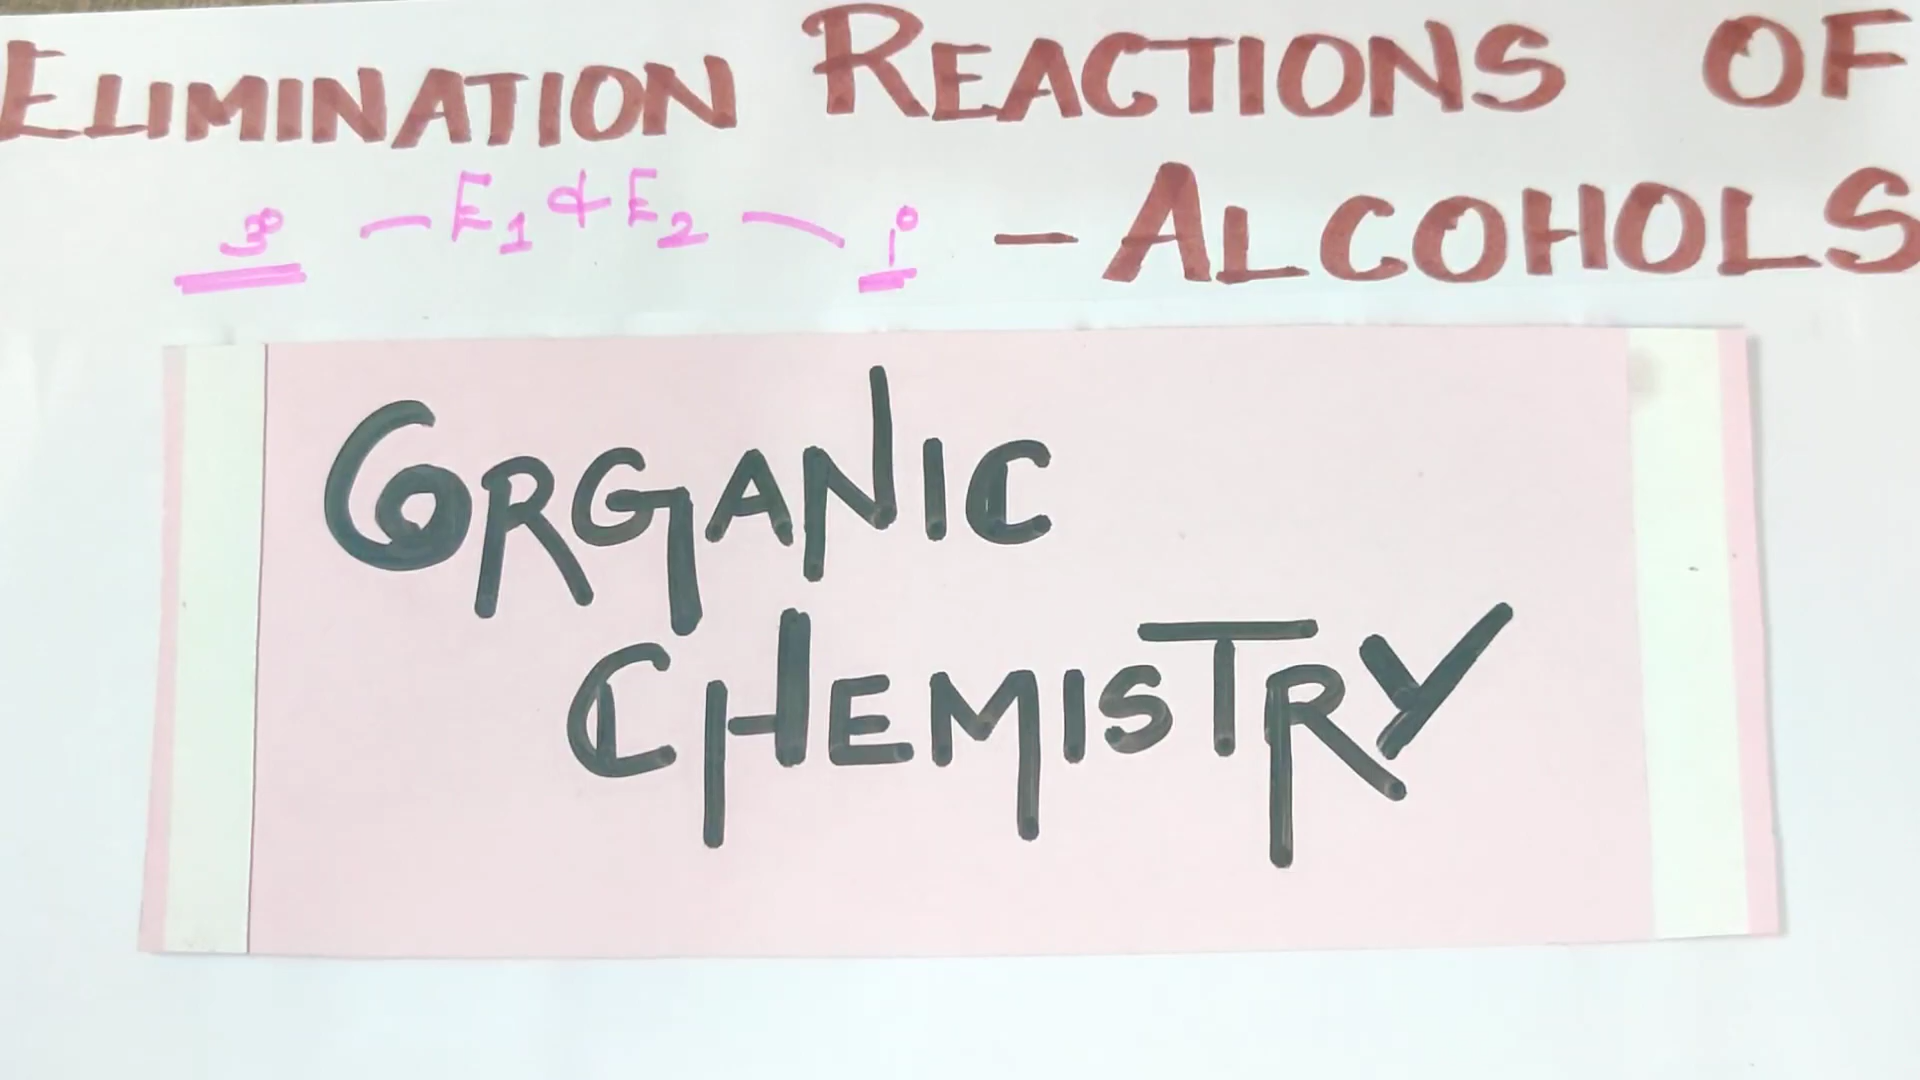 ELIMINATION REACTIONS OF
3° — E1 & E2 — 1° - ALCOHOLS
ORGANIC
CHEMISTRY